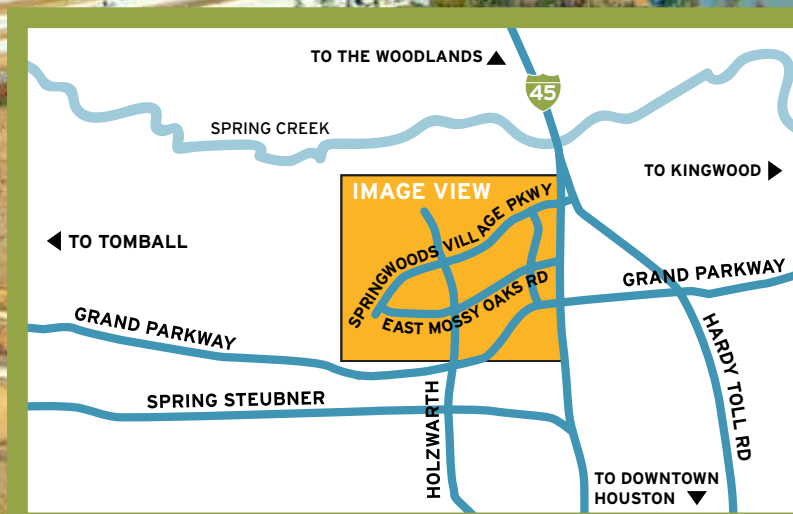 TO THE WOODLANDS
45
SPRING CREEK
TO KINGWOOD
IMAGE VIEW
SPRINGWOODS VILLAGE PKWY
TO TOMBALL
GRAND PARKWAY
EAST MOSSY OAKS RD
GRAND PARKWAY
SPRING STEUBNER
HOLZWARTH
HARDY TOLL RD
TO DOWNTOWN
HOUSTON